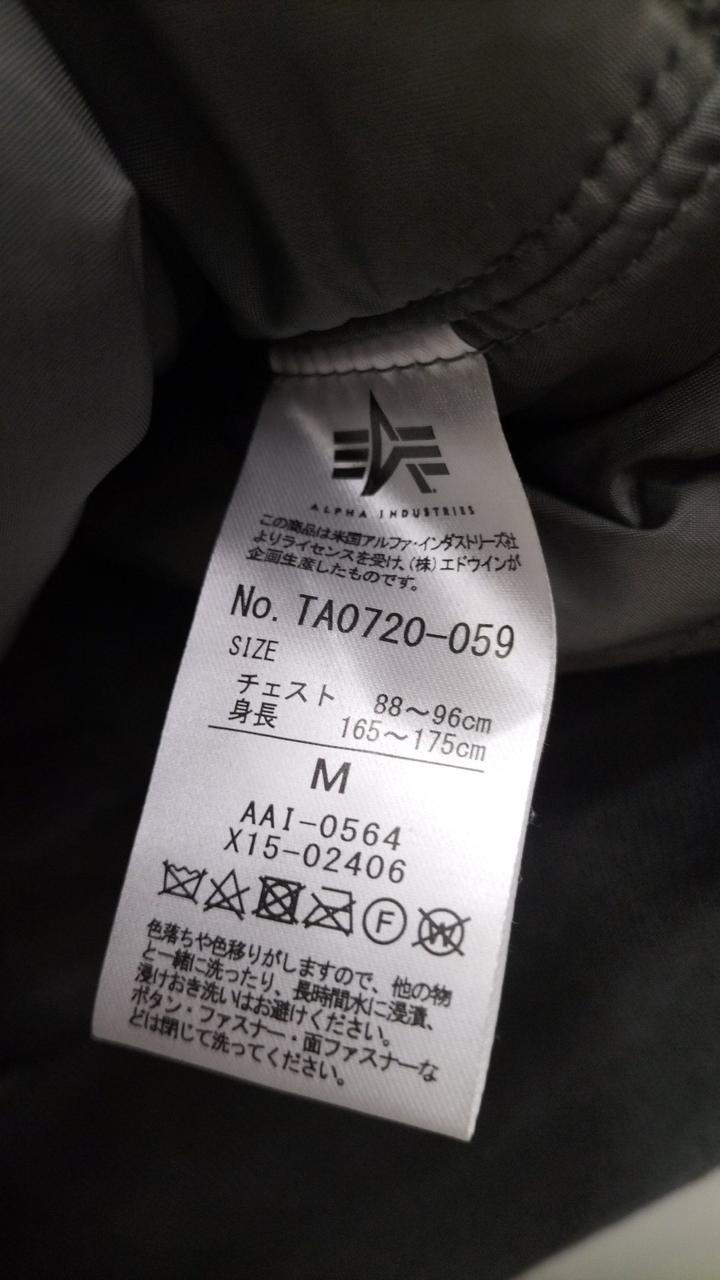 ALPHA INDUSTRIES
この商品は米国アルファ・インダストリーズ社
よりライセンスを受け、(株)エドウインが
企画生産したものです。
No. TA0720-059
SIZE
チェスト 88〜96cm
身長 165〜175cm
M
AAI-0564
X15-02406
F W
色落ちや色移りがしますので、他の物
と一緒に洗ったり、長時間水に浸漬、
浸けおき洗いはお避けください。
ボタン・ファスナー・面ファスナーな
どは閉じて洗ってください。